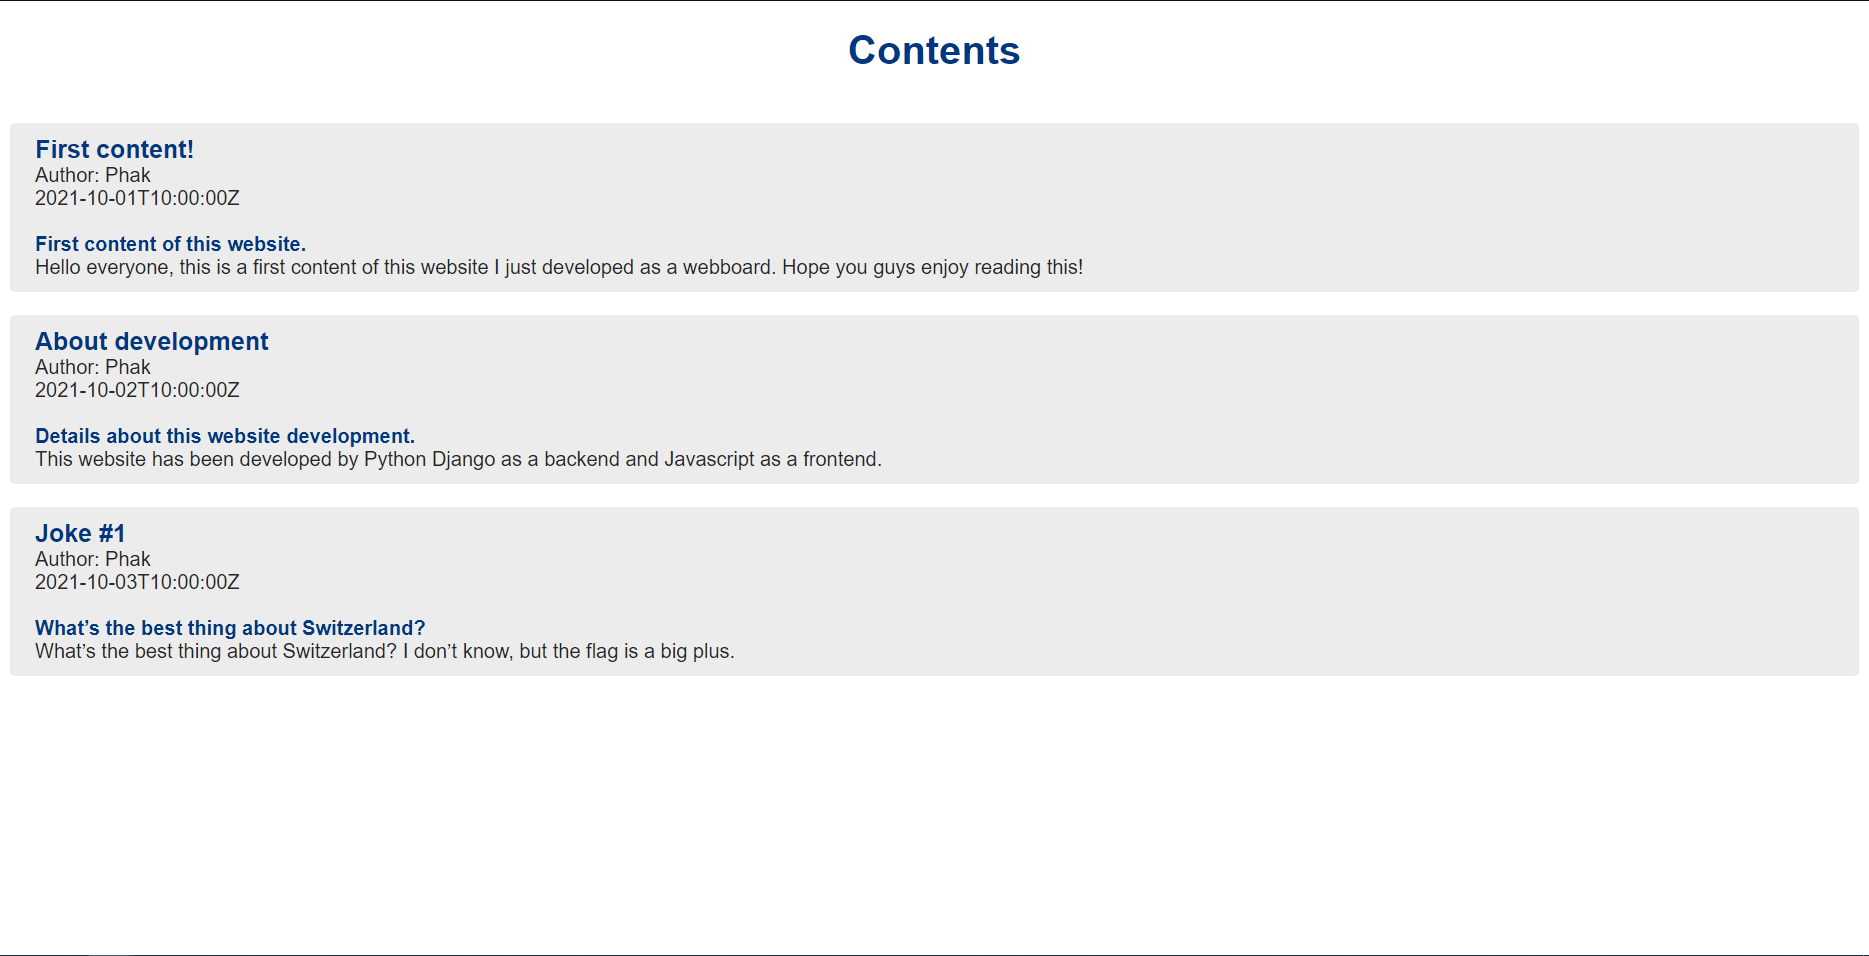 Contents
First content!
Author: Phak
2021-10-01T10:00:00Z
First content of this website.
Hello everyone, this is a first content of this website I just developed as a webboard. Hope you guys enjoy reading this!
About development
Author: Phak
2021-10-02T10:00:00Z
Details about this website development.
This website has been developed by Python Django as a backend and Javascript as a frontend.
Joke #1
Author: Phak
2021-10-03T10:00:00Z
What’s the best thing about Switzerland?
What’s the best thing about Switzerland? I don’t know, but the flag is a big plus.